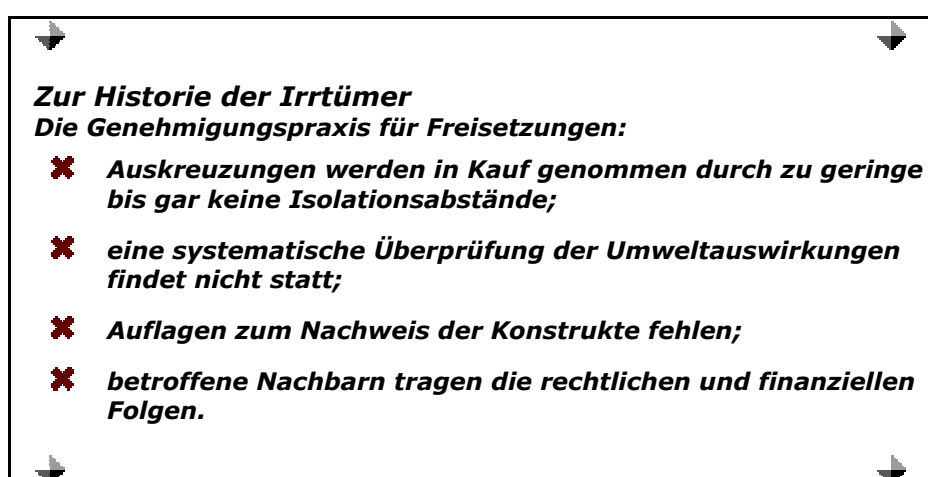 Zur Historie der Irrtümer
Die Genehmigungspraxis für Freisetzungen:
Auskreuzungen werden in Kauf genommen durch zu geringe
bis gar keine Isolationsabstände;
eine systematische Überprüfung der Umweltauswirkungen
findet nicht statt;
Auflagen zum Nachweis der Konstrukte fehlen;
betroffene Nachbarn tragen die rechtlichen und finanziellen
Folgen.